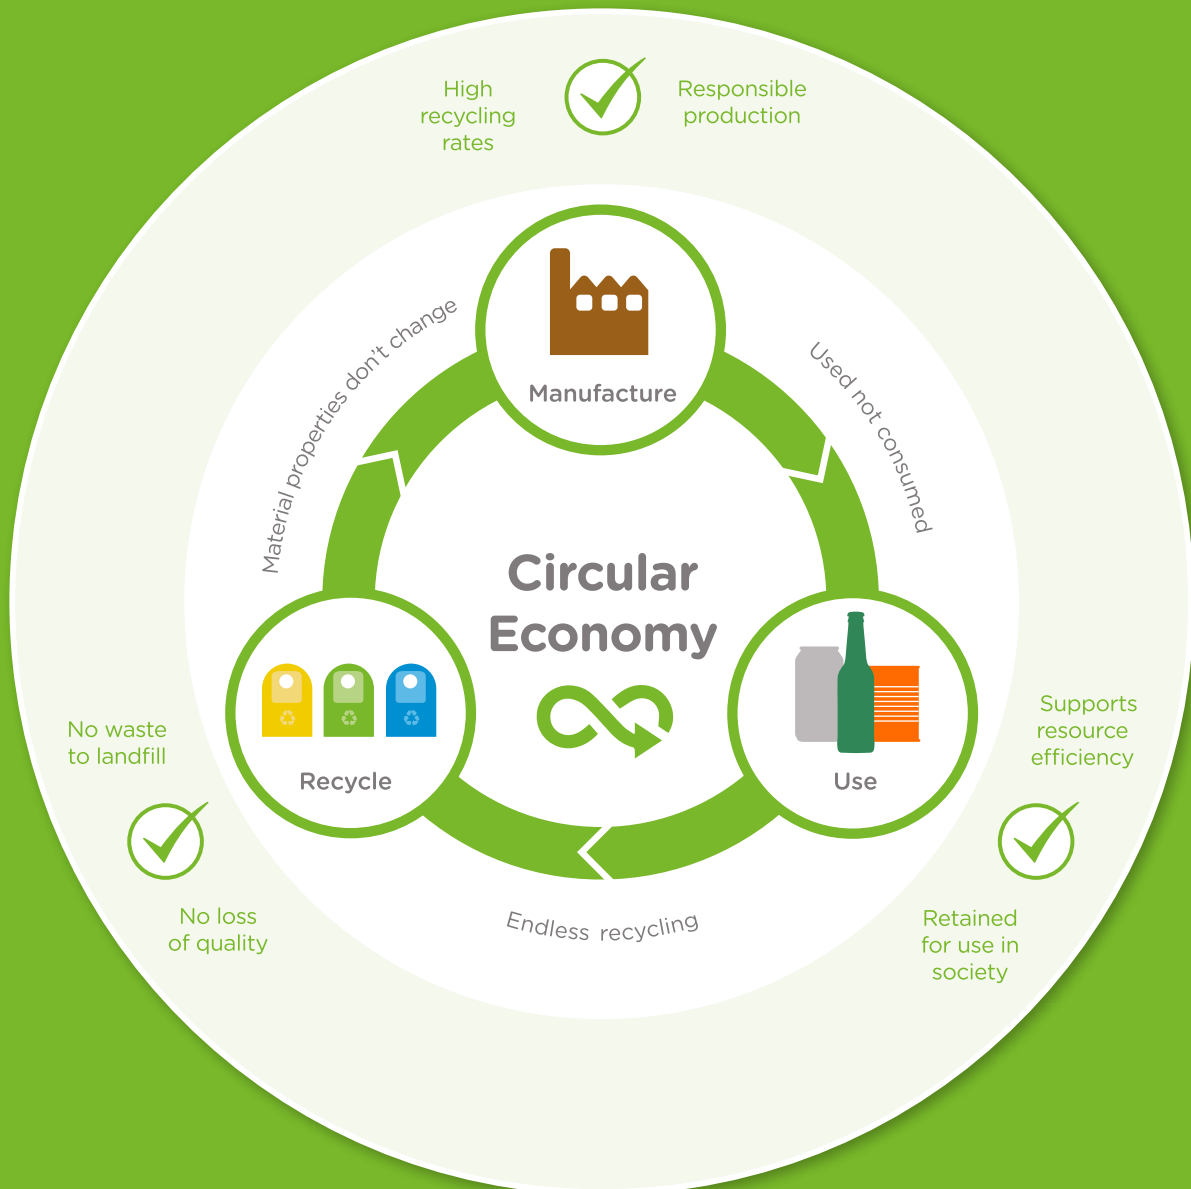 High
recycling
rates
Responsible
production
Manufacture
Material properties don't change
Used not consumed
Circular
Economy
Recycle
Use
No waste
to landfill
No loss
of quality
Supports
resource
efficiency
Retained
for use in
society
Endless recycling